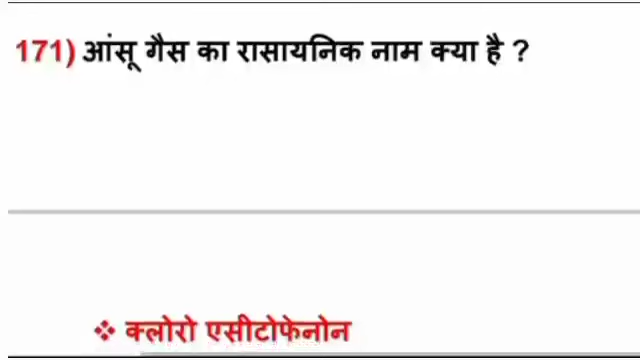 171) आंसू गैस का रासायनिक नाम क्या है ?
❖ क्लोरो एसीटोफेनोन